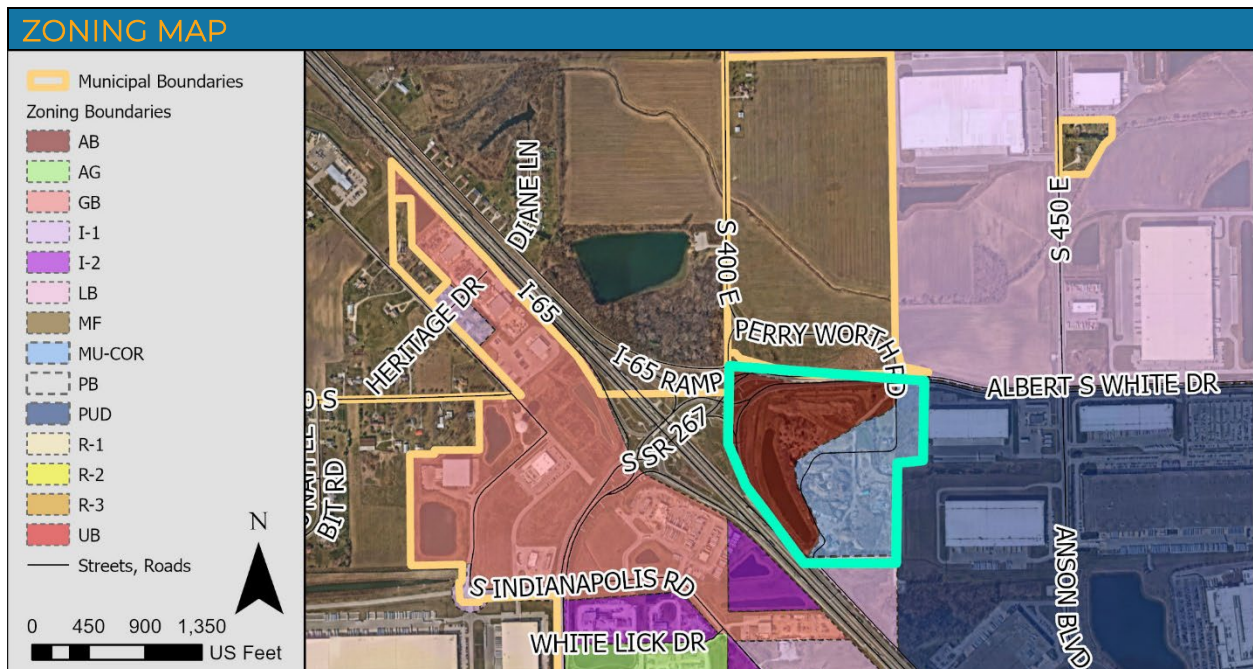 ZONING MAP
Municipal Boundaries
Zoning Boundaries
AB
AG
GB
I-1
I-2
LB
MF
MU-COR
PB
PUD
R-1
R-2
R-3
UB
Streets, Roads
N
0 450 900 1,350
US Feet
DIANE LN
S 400 E
S 450 E
I-65
HERITAGE DR
PERRY WORTH RD
I-65 RAMP
ALBERT S WHITE DR
0 S
S SR 267
BIT RD
S INDIANAPOLIS RD
WHITE LICK DR
ANSON BLVD